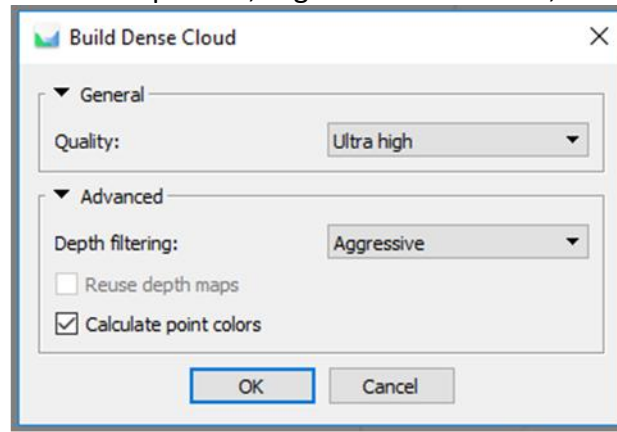 Build Dense Cloud
General
Quality: Ultra high
Advanced
Depth filtering: Aggressive
Reuse depth maps
Calculate point colors
OK Cancel